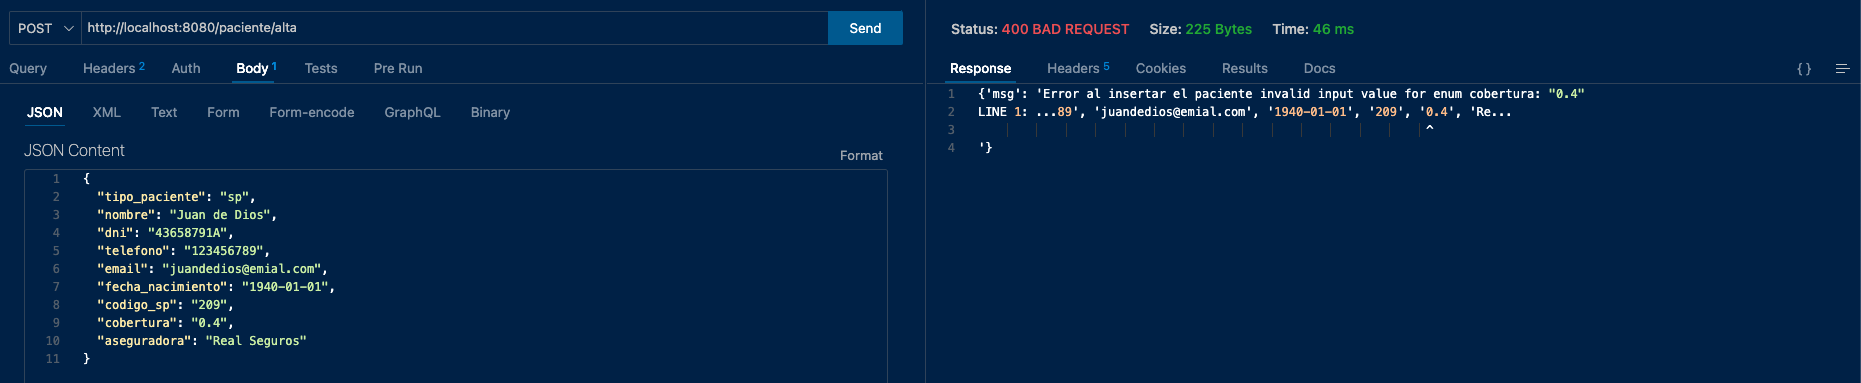 POST http://localhost:8080/paciente/alta Send
Query Headers 2 Auth Body 1 Tests Pre Run
JSON XML Text Form Form-encode GraphQL Binary
JSON Content
Format
1 {
2 "tipo_paciente": "sp",
3 "nombre": "Juan de Dios",
4 "dni": "43658791A",
5 "telefono": "123456789",
6 "email": "juandedios@emial.com",
7 "fecha_nacimiento": "1940-01-01",
8 "codigo_sp": "209",
9 "cobertura": "0.4",
10 "aseguradora": "Real Seguros"
11 }
Status: 400 BAD REQUEST Size: 225 Bytes Time: 46 ms
Response Headers 5 Cookies Results Docs { }
1 {'msg': 'Error al insertar el paciente invalid input value for enum cobertura: "0.4"
2 LINE 1: ...89', 'juandedios@emial.com', '1940-01-01', '209', '0.4', 'Re...
3 ^
4 '}